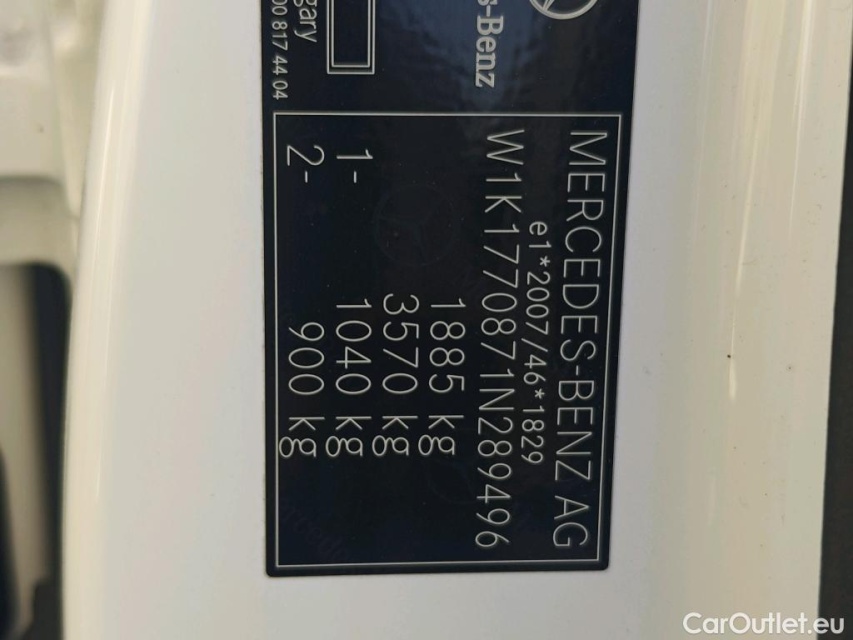 gary
00 817 44 04
s-Benz
MERCEDES-BENZ AG
e1*2007/46*1829
W1K1770871N289496
1885 kg
3570 kg
1- 1040 kg
2- 900 kg
CarOutlet.eu